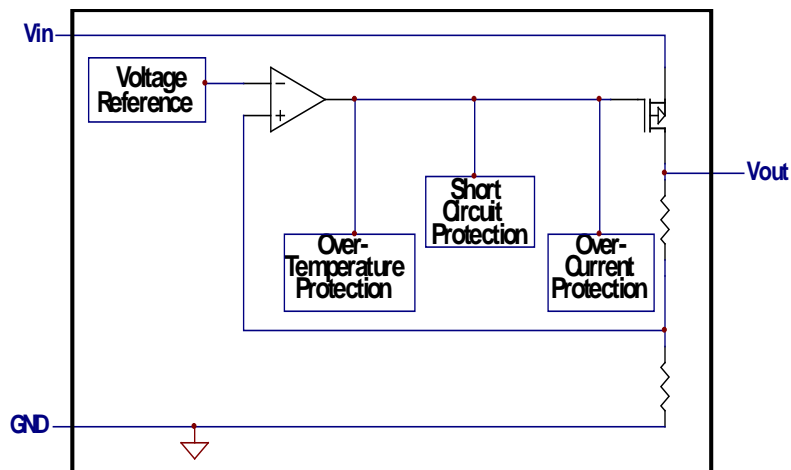 Vin
Voltage
Reference
−
+
Vout
Short
Circuit
Protection
Over-
Temperature
Protection
Over-
Current
Protection
GND